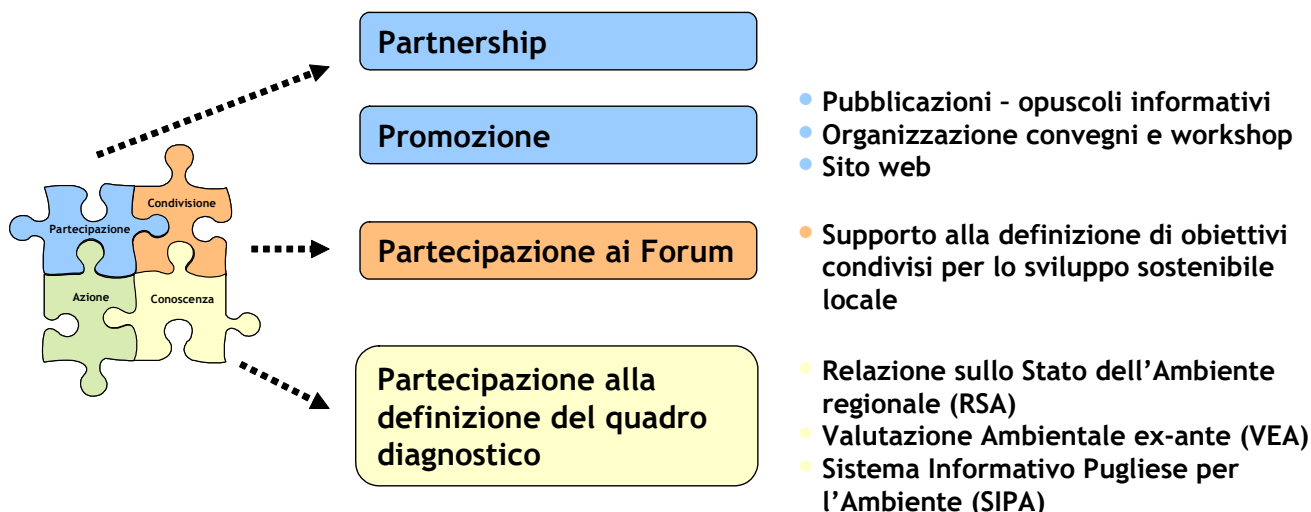 Partnership
Promozione
Pubblicazioni - opuscoli informativi
Organizzazione convegni e workshop
Sito web
Condivisione
Partecipazione
Azione
Conoscenza
Partecipazione ai Forum
Supporto alla definizione di obiettivi
condivisi per lo sviluppo sostenibile
locale
Partecipazione alla
definizione del quadro
diagnostico
Relazione sullo Stato dell’Ambiente
regionale (RSA)
Valutazione Ambientale ex-ante (VEA)
Sistema Informativo Pugliese per
l’Ambiente (SIPA)